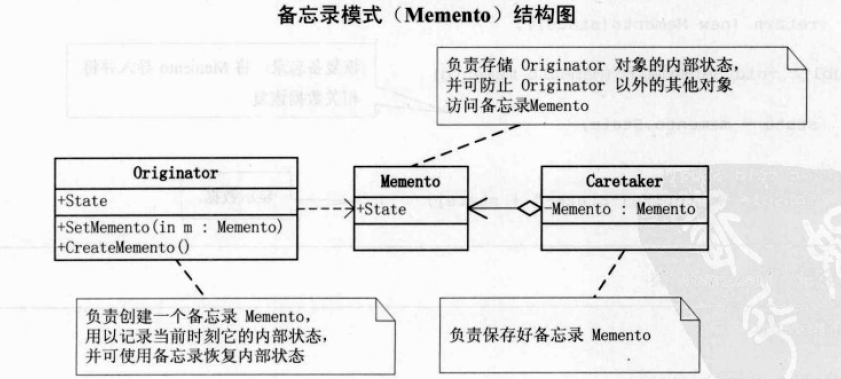 备忘录模式（Memento）结构图
负责存储 Originator 对象的内部状态，
并可防止 Originator 以外的其他对象
访问备忘录Memento
Originator
+State
+SetMemento(in m : Memento)
+CreateMemento()
Memento
+State
Caretaker
-Memento : Memento
负责创建一个备忘录 Memento，
用以记录当前时刻它的内部状态，
并可使用备忘录恢复内部状态
负责保存好备忘录 Memento